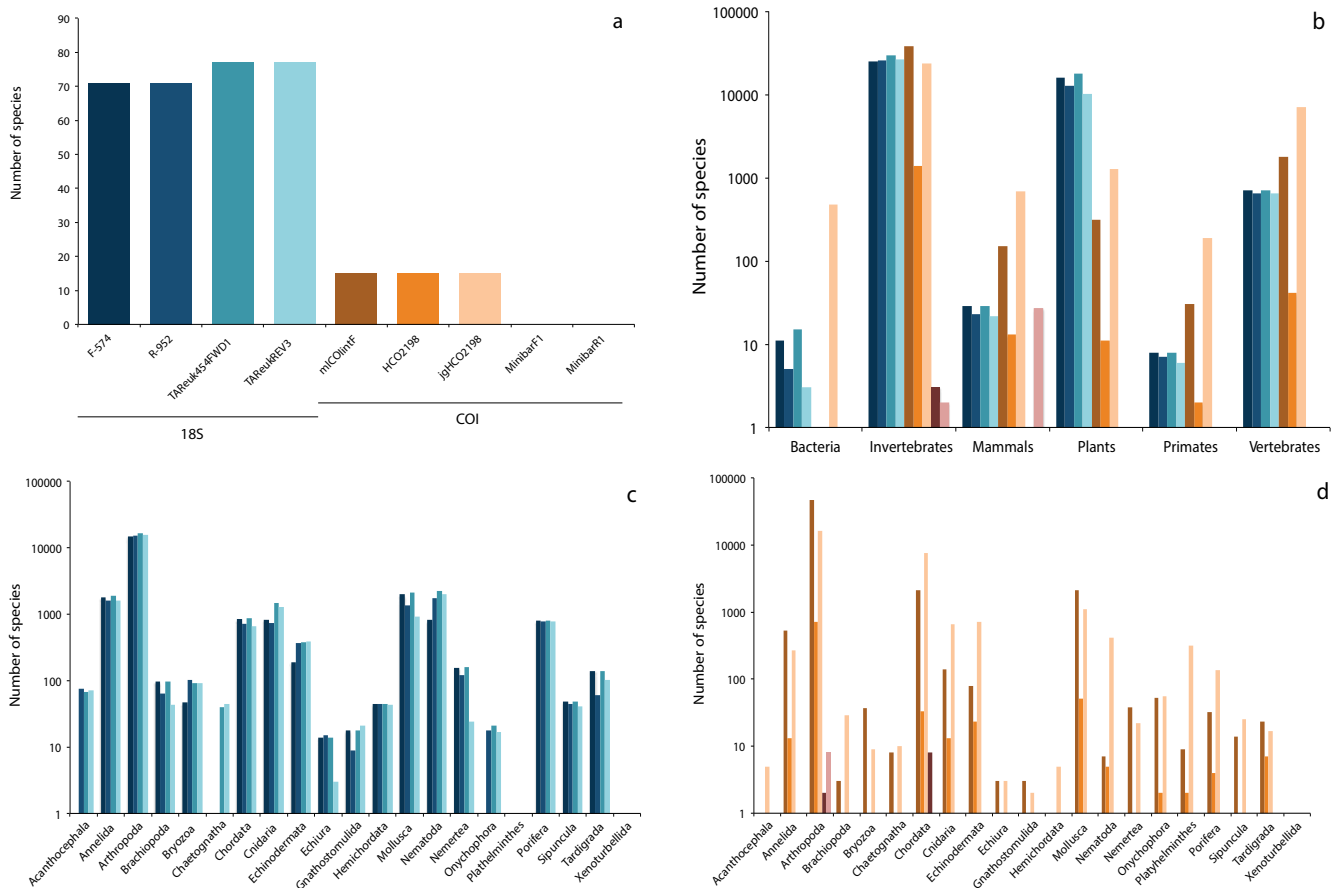 a
Number of species
90
80
70
60
50
40
30
20
10
0
F-574
R-952
TAReuk454FWD1
TAReukREV3
mlCOIintF
HCO2198
jgHCO2198
MinibarF1
MinibarR1
18S
COI
b
Number of species
100000
10000
1000
100
10
1
Bacteria
Invertebrates
Mammals
Plants
Primates
Vertebrates
c
Number of species
100000
10000
1000
100
10
1
Acanthocephala
Annelida
Arthropoda
Brachiopoda
Bryozoa
Chaetognatha
Chordata
Cnidaria
Echinodermata
Echiura
Gnathostomulida
Hemichordata
Mollusca
Nematoda
Nemertea
Onychophora
Plathelminthes
Porifera
Sipuncula
Tardigrada
Xenoturbellida
d
Number of species
100000
10000
1000
100
10
1
Acanthocephala
Annelida
Arthropoda
Brachiopoda
Bryozoa
Chaetognatha
Chordata
Cnidaria
Echinodermata
Echiura
Gnathostomulida
Hemichordata
Mollusca
Nematoda
Nemertea
Onychophora
Platyhelminthes
Porifera
Sipuncula
Tardigrada
Xenoturbellida